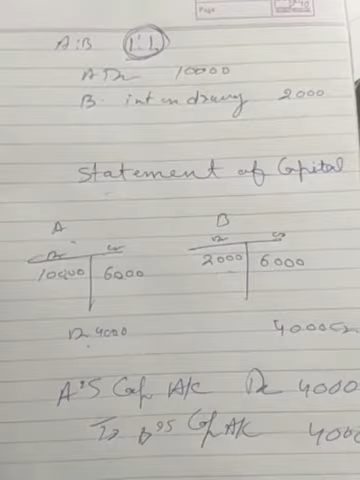 Page
A : B 1:1
A Dr 10000
B int on drawing 2000
Statement of Capital
A B
Dr Cr Dr Cr
10000 6000 2000 6000
Dr 4000 4000 Cr
A's Cap A/c Dr 4000
To B's Cap A/c 4000